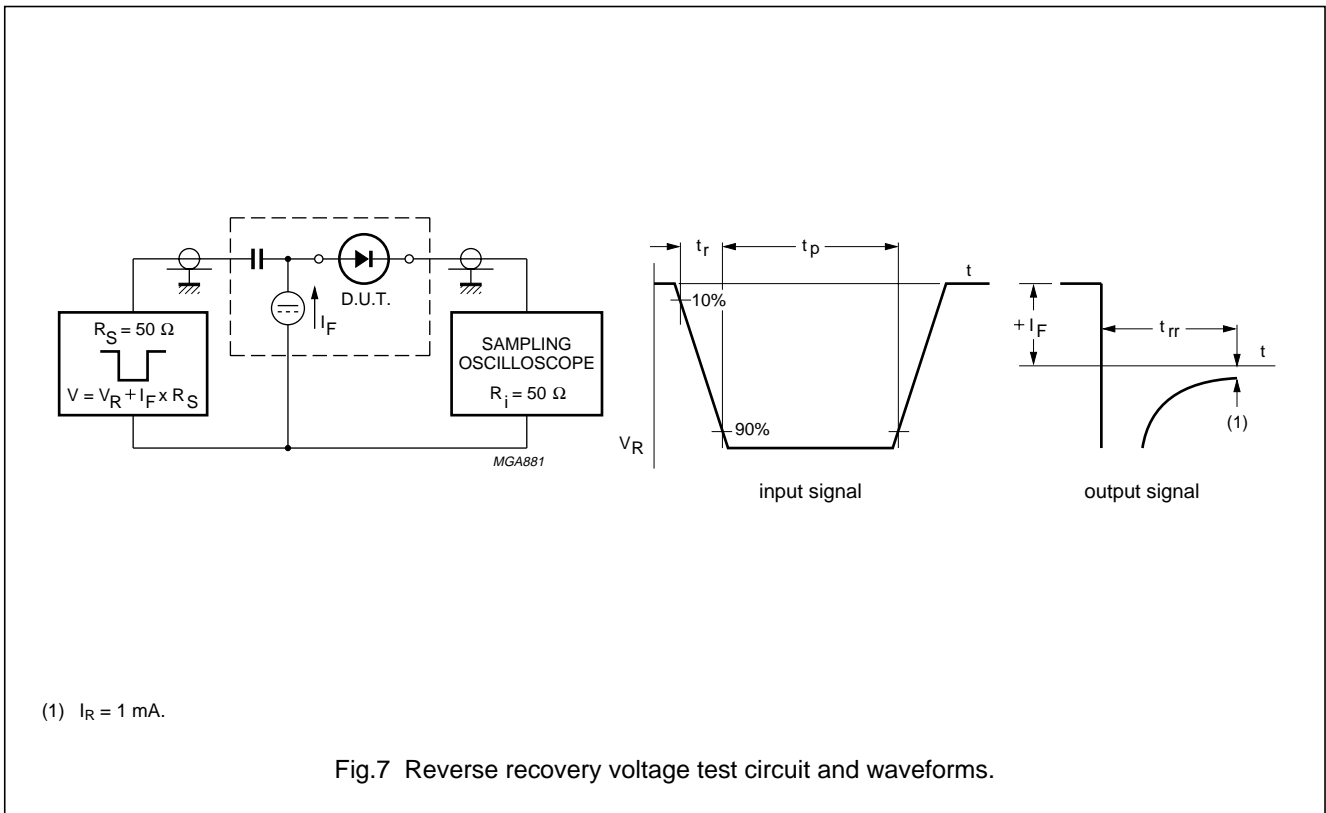 D.U.T.
I_F
R_S = 50 Ω
V = V_R + I_F x R_S
SAMPLING
OSCILLOSCOPE
R_i = 50 Ω
MGA881
t_r
t_p
t
10%
90%
V_R
input signal
+ I_F
t_rr
t
(1)
output signal
(1) I_R = 1 mA.
Fig.7 Reverse recovery voltage test circuit and waveforms.